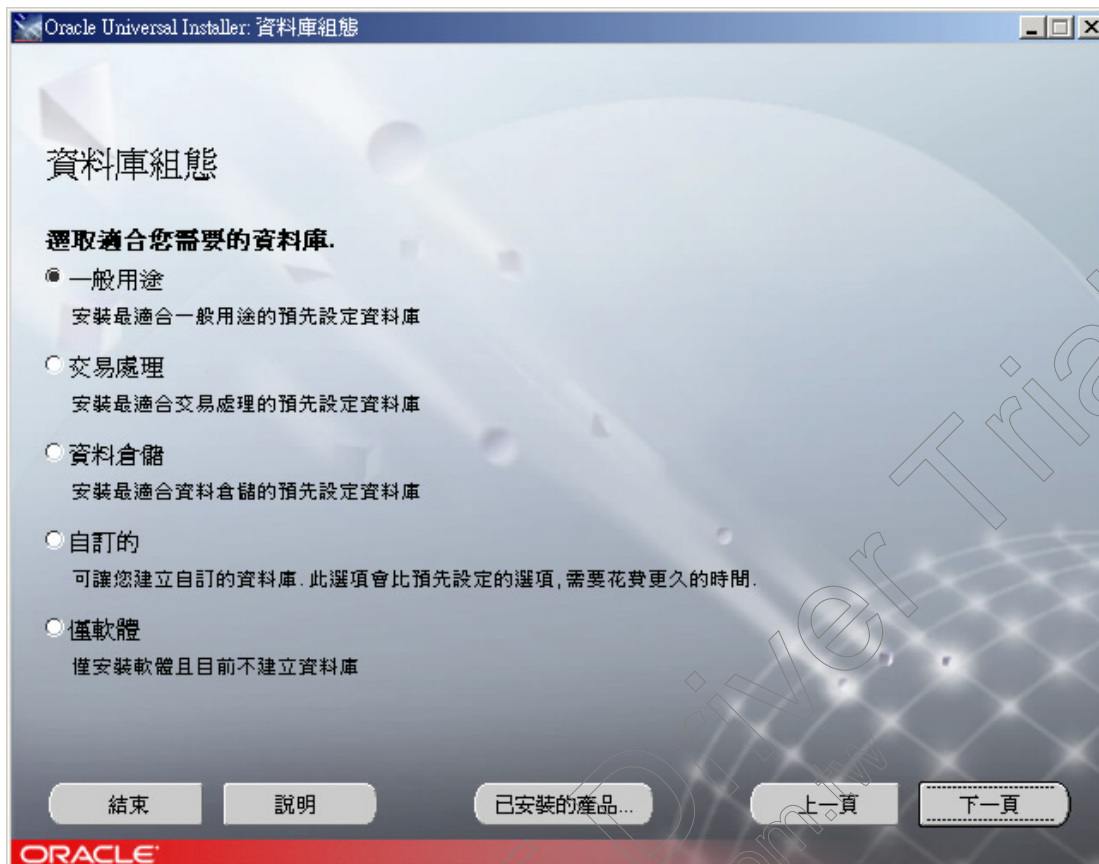 Oracle Universal Installer: 資料庫組態
資料庫組態
選取適合您需要的資料庫.
一般用途
安裝最適合一般用途的預先設定資料庫
交易處理
安裝最適合交易處理的預先設定資料庫
資料倉儲
安裝最適合資料倉儲的預先設定資料庫
自訂的
可讓您建立自訂的資料庫. 此選項會比預先設定的選項, 需要花費更久的時間.
僅軟體
僅安裝軟體且目前不建立資料庫
結束 說明 已安裝的產品... 上一頁 下一頁
ORACLE
Driver Trial
om.tw